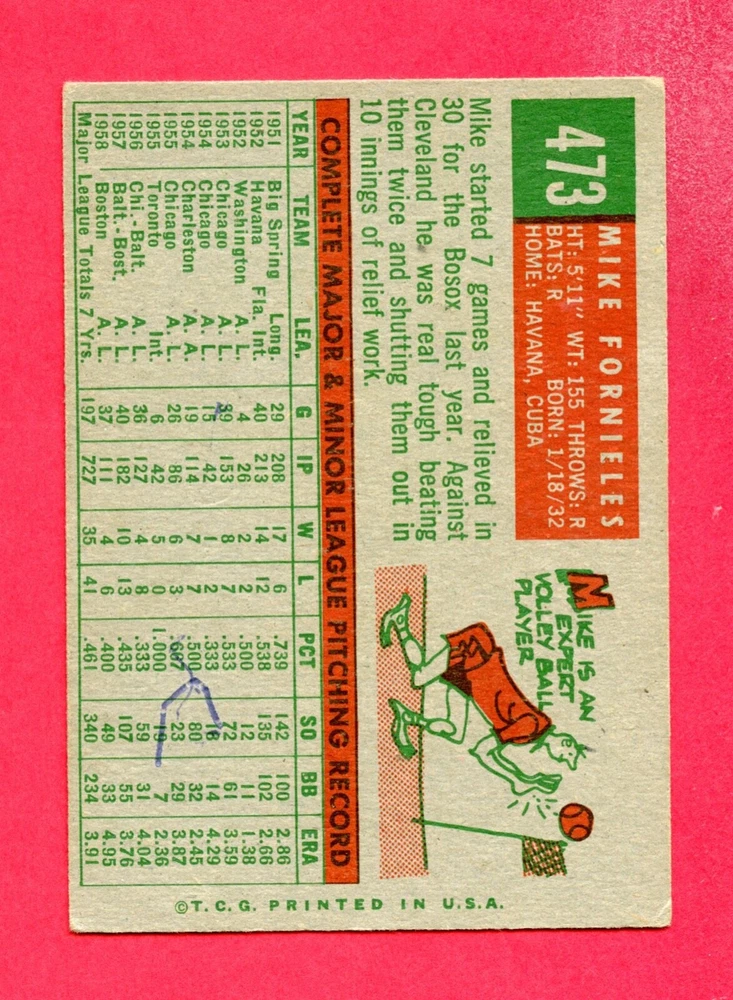 473
MIKE FORNIELES
HT: 5'11" WT: 155 THROWS: R
BATS: R BORN: 1/18/32
HOME: HAVANA, CUBA
Mike started 7 games and relieved in
30 for the Bosox last year. Against
Cleveland he was real tough beating
them twice and shutting them out in
10 innings of relief work.
MIKE IS AN
EXPERT
VOLLEY BALL
PLAYER
COMPLETE MAJOR & MINOR LEAGUE PITCHING RECORD
YEAR TEAM LEA. G IP W L PCT SO BB ERA
1951 Big Spring Long. 29 208 17 6 .739 142 100 2.86
1952 Havana Fla. Int. 40 213 14 12 .538 135 102 2.66
1952 Washington A. L. 4 26 2 2 .500 12 11 1.38
1953 Chicago A. L. 39 153 8 7 .533 72 61 3.59
1954 Chicago A. L. 15 42 1 2 .333 18 14 4.29
1954 Charleston A. A. 19 114 7 7 .500 80 32 2.45
1955 Chicago A. L. 26 86 6 3 .667 23 29 3.87
1955 Toronto Int. 6 42 5 0 1.000 19 7 2.36
1956 Chi.-Balt. A. L. 36 127 4 8 .333 59 31 4.04
1957 Balt.-Bost. A. L. 40 182 10 13 .435 107 55 3.76
1958 Boston A. L. 37 111 4 6 .400 49 33 4.95
Major League Totals 7 Yrs. 197 727 35 41 .461 340 234 3.91
©T.C.G. PRINTED IN U.S.A.